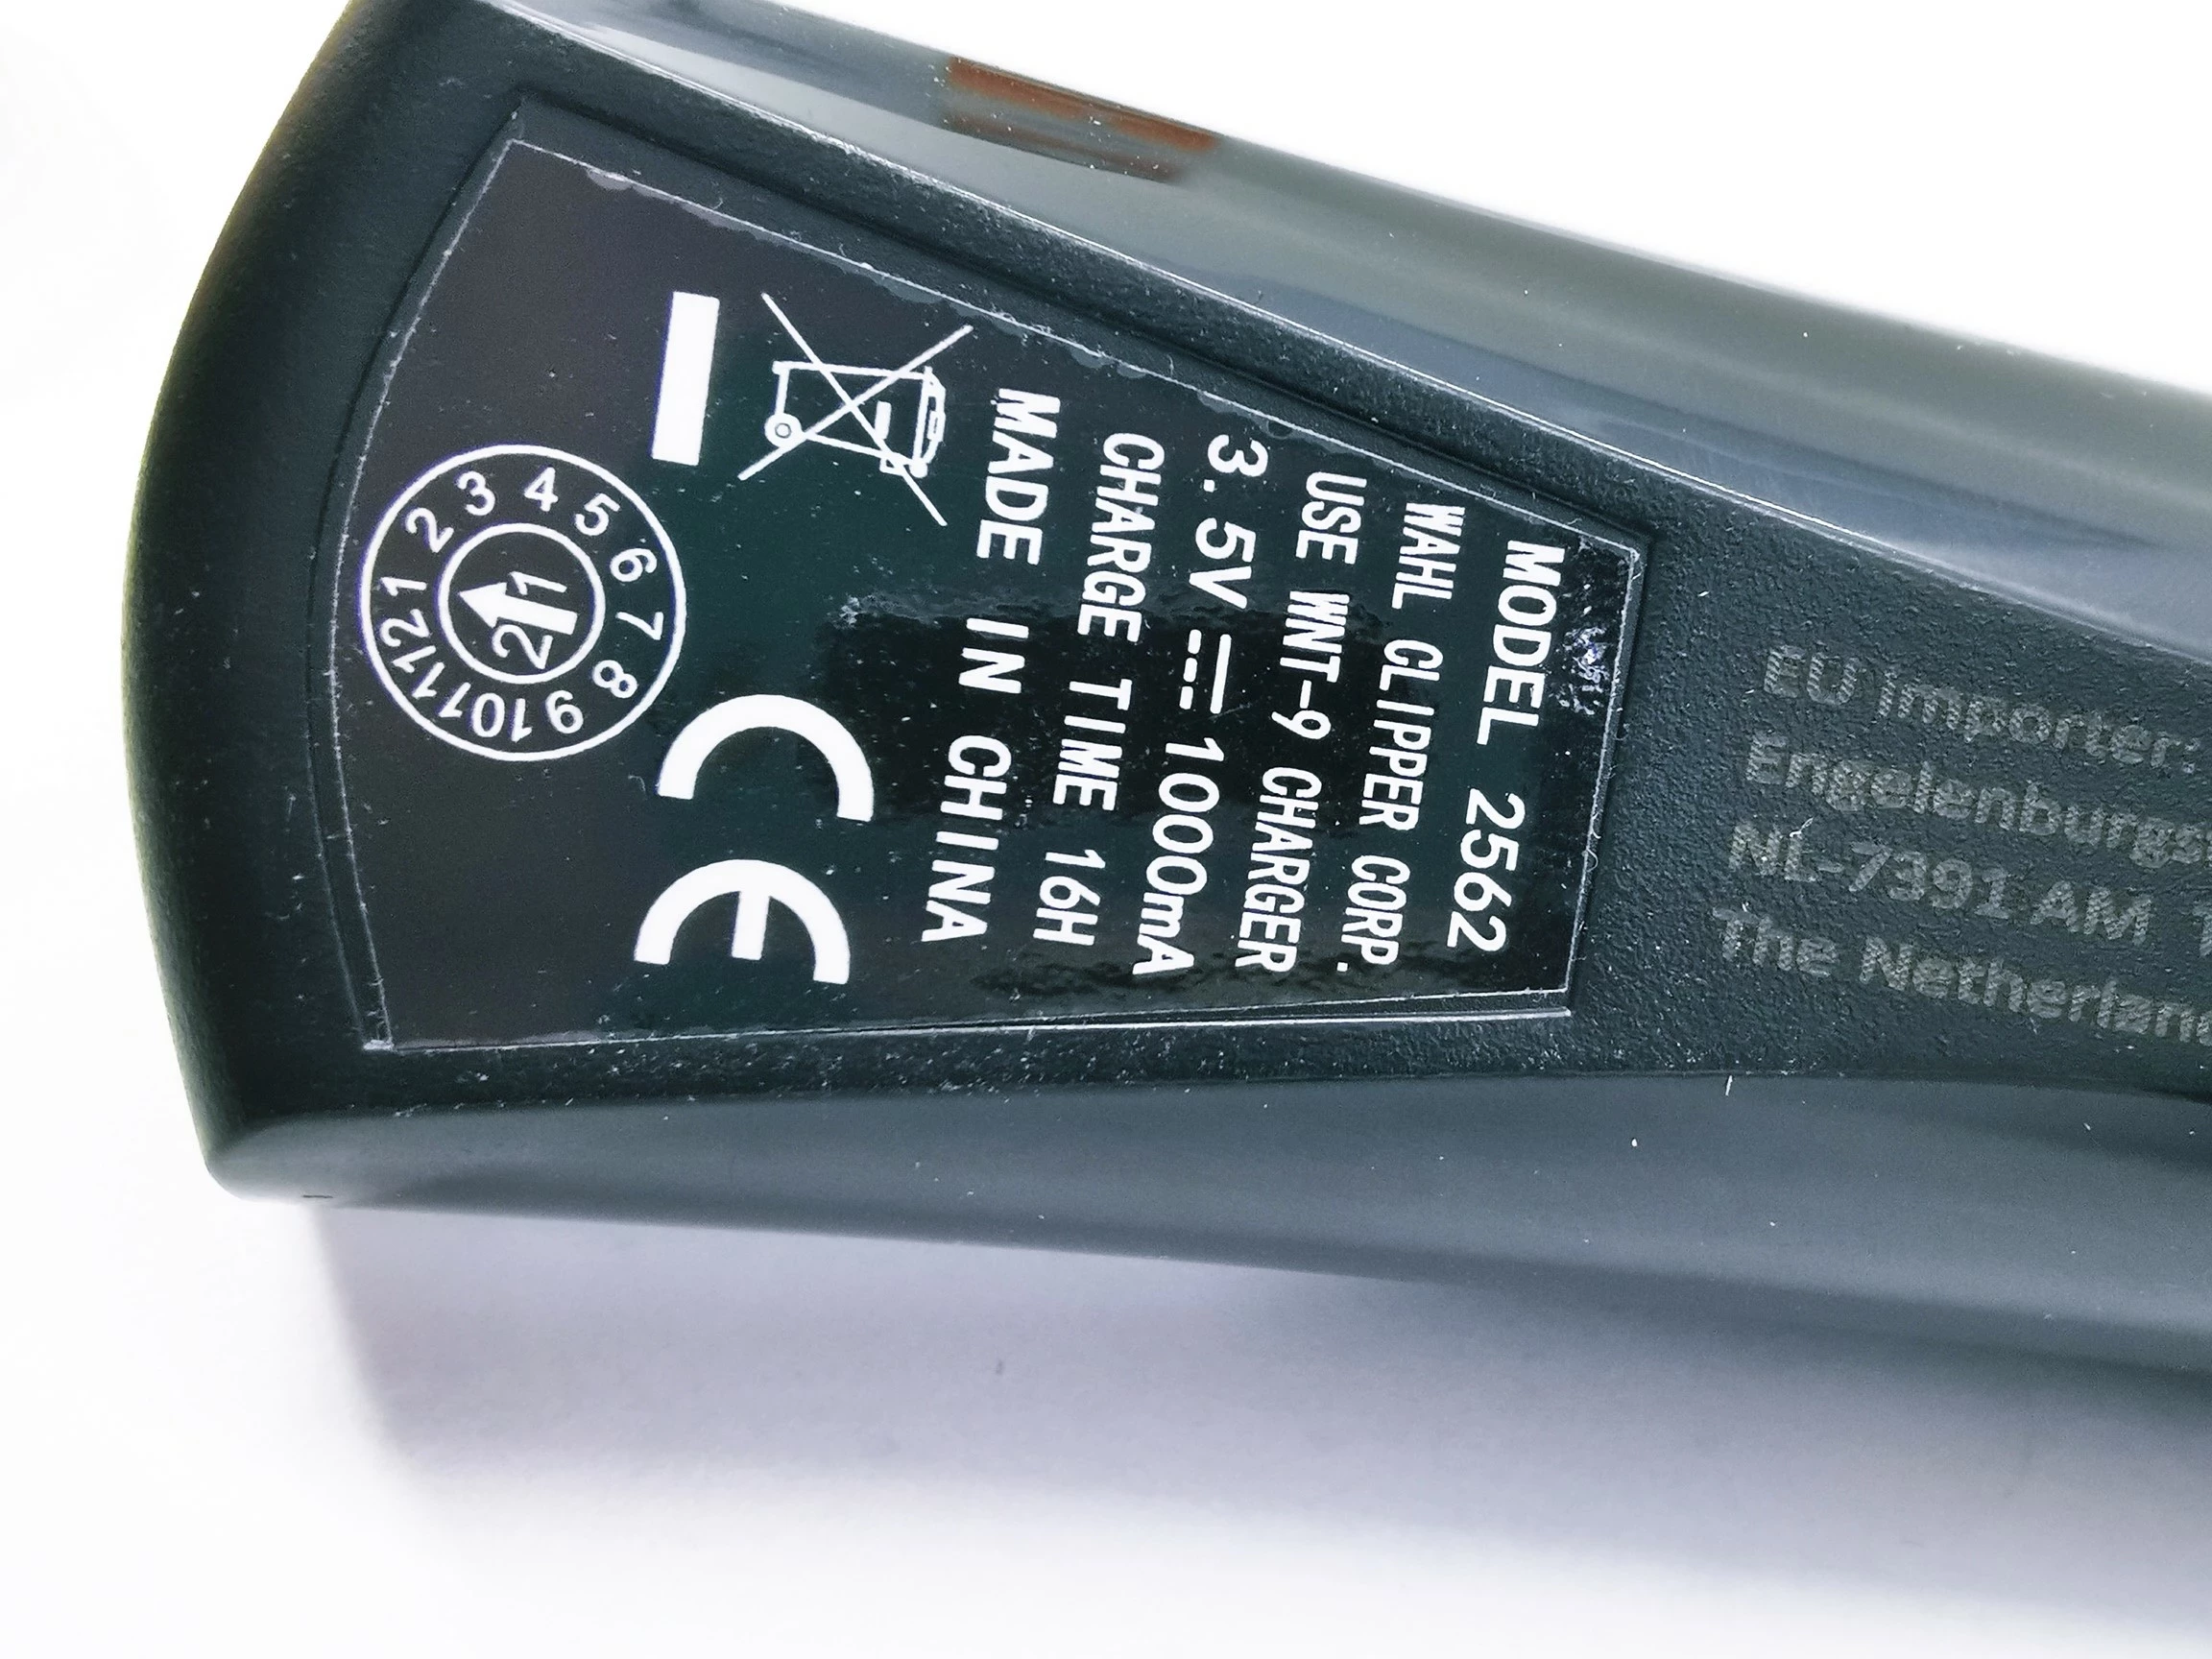 MODEL 2562
WAHL CLIPPER CORP.
USE WNT-9 CHARGER
3.5V⎓1000mA
CHARGE TIME 16H
MADE IN CHINA
CE
1 2 3 4 5 6 7 8 9 10 11 12
21
EU importer:
NL-7391 AM
The